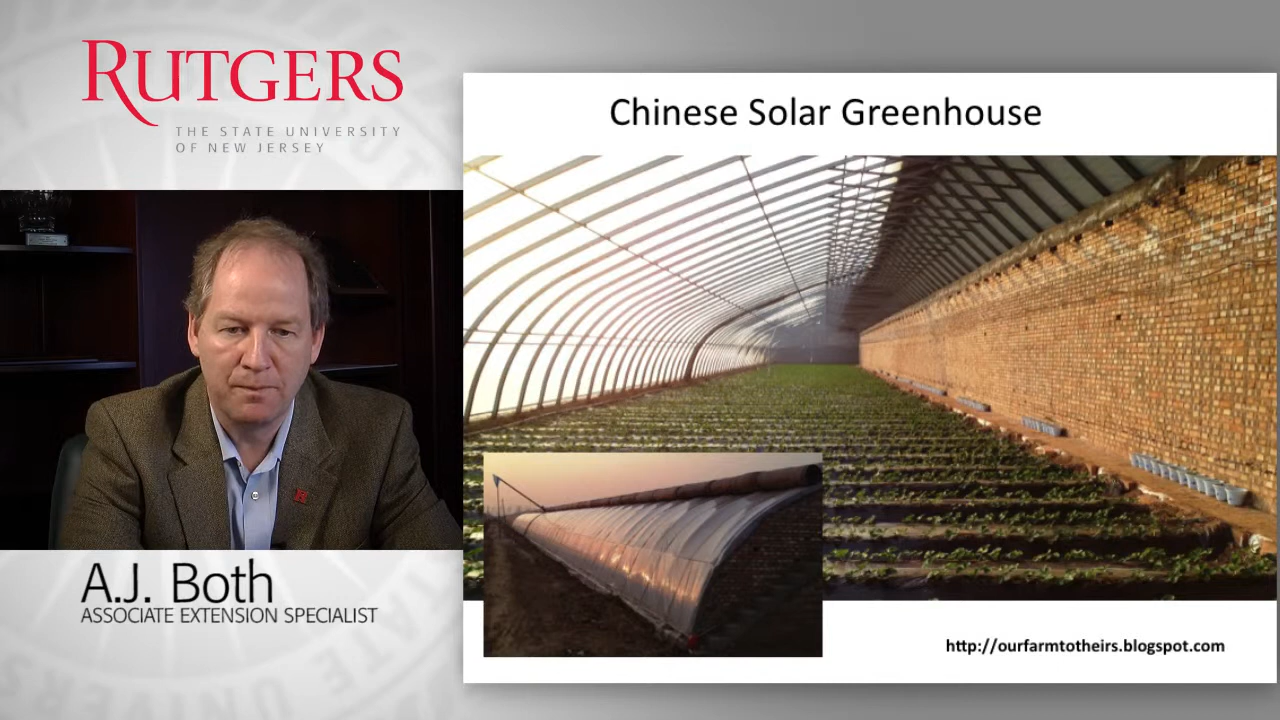 RUTGERS
THE STATE UNIVERSITY
OF NEW JERSEY
A.J. Both
ASSOCIATE EXTENSION SPECIALIST
Chinese Solar Greenhouse
http://ourfarmtotheirs.blogspot.com